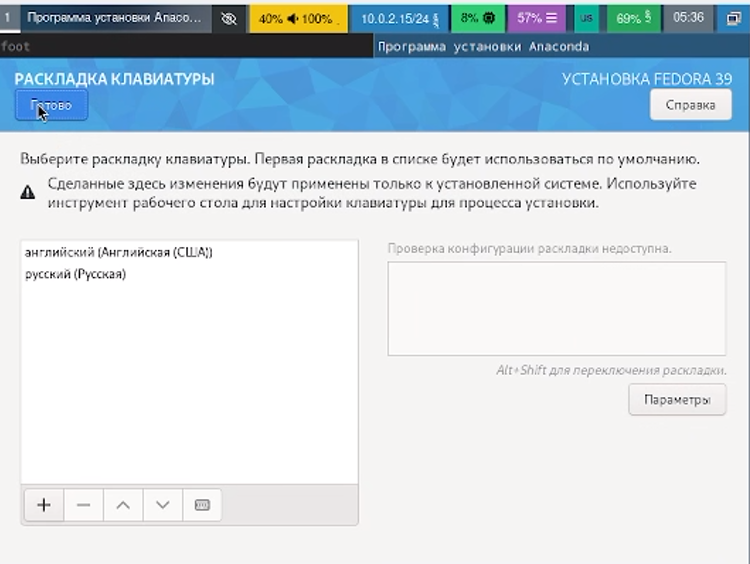 1 Программа установки Anaco... 40% 100% 10.0.2.15/24 8% 57% us 69% 05:36
foot Программа установки Anaconda
РАСКЛАДКА КЛАВИАТУРЫ УСТАНОВКА FEDORA 39
Готово Справка
Выберите раскладку клавиатуры. Первая раскладка в списке будет использоваться по умолчанию.
Сделанные здесь изменения будут применены только к установленной системе. Используйте
инструмент рабочего стола для настройки клавиатуры для процесса установки.
английский (Английская (США))
русский (Русская)
Проверка конфигурации раскладки недоступна.
Alt+Shift для переключения раскладки.
Параметры